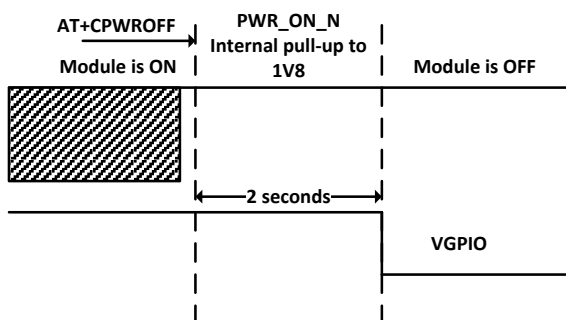 AT+CPWROFF
PWR_ON_N
Internal pull-up to
1V8
Module is ON
Module is OFF
2 seconds
VGPIO